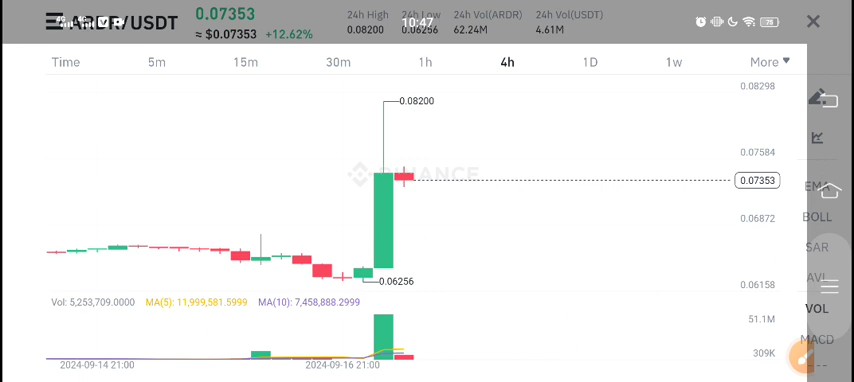 ARDR/USDT 0.07353 24h High 24h Low 24h Vol(ARDR) 24h Vol(USDT)
≈ $0.07353 +12.62% 0.08200 0.06256 62.24M 4.61M
10:47
Time 5m 15m 30m 1h 4h 1D 1w More
0.08298
0.08200
0.07584
BINANCE
0.07353
EMA
0.06872
BOLL
SAR
0.06256
0.06158
Vol: 5,253,709.0000 MA(5): 11,999,581.5999 MA(10): 7,458,888.2999
VOL
51.1M
MACD
309K
2024-09-14 21:00 2024-09-16 21:00